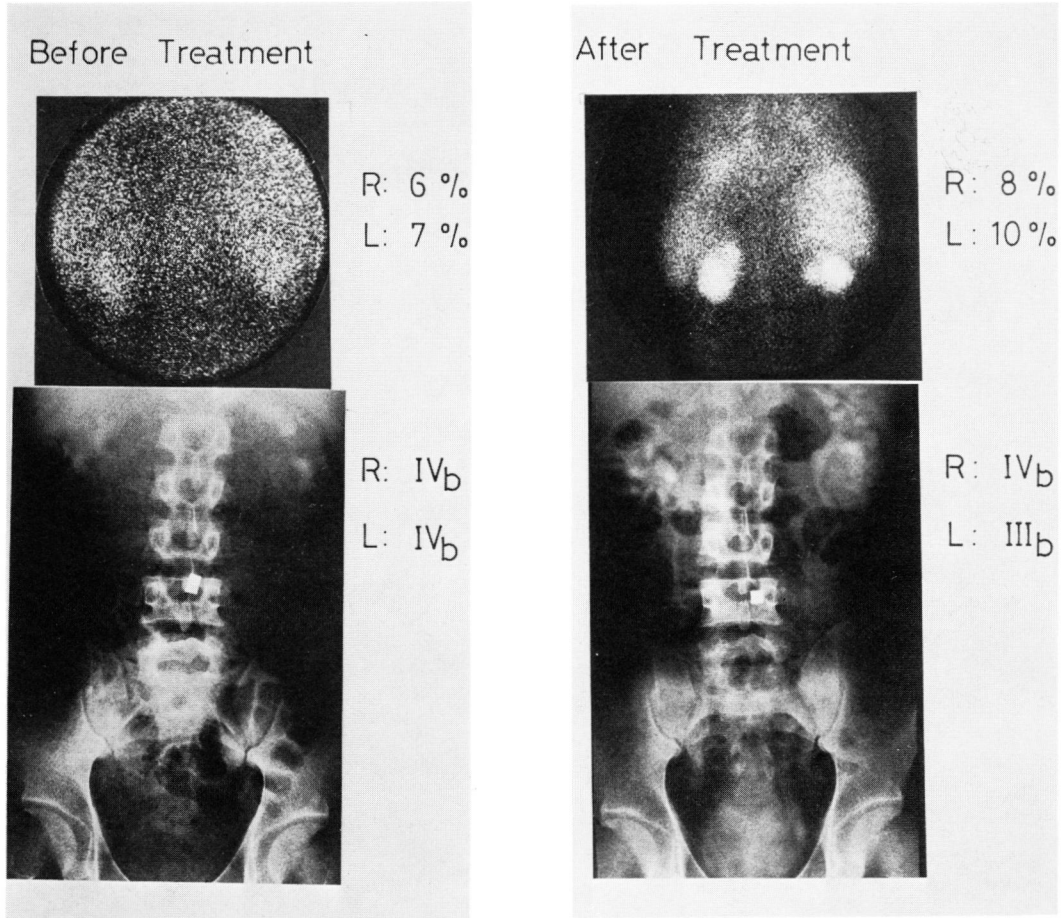 Before Treatment
R: 6 %
L: 7 %
R: IVb
L: IVb
After Treatment
R: 8 %
L: 10 %
R: IVb
L: IIIb